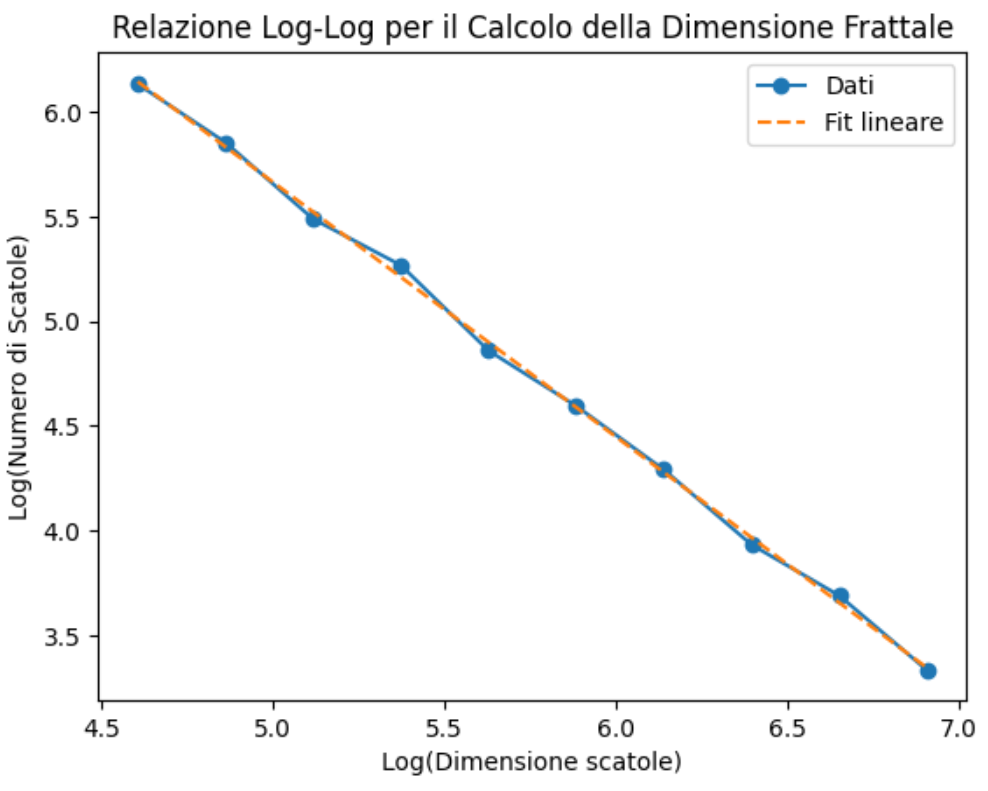 Relazione Log-Log per il Calcolo della Dimensione Frattale
Dati
Fit lineare
Log(Numero di Scatole)
6.0
5.5
5.0
4.5
4.0
3.5
4.5 5.0 5.5 6.0 6.5 7.0
Log(Dimensione scatole)